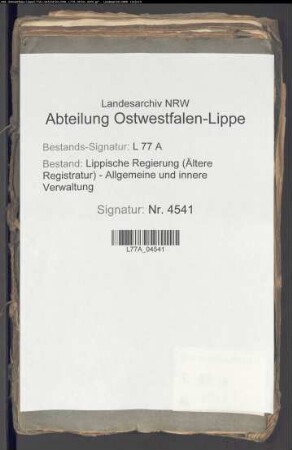 Landesarchiv NRW
Abteilung Ostwestfalen-Lippe
Bestands-Signatur: L 77 A
Bestand: Lippische Regierung (Ältere
Registratur) - Allgemeine und innere
Verwaltung
Signatur: Nr. 4541
L77A_04541